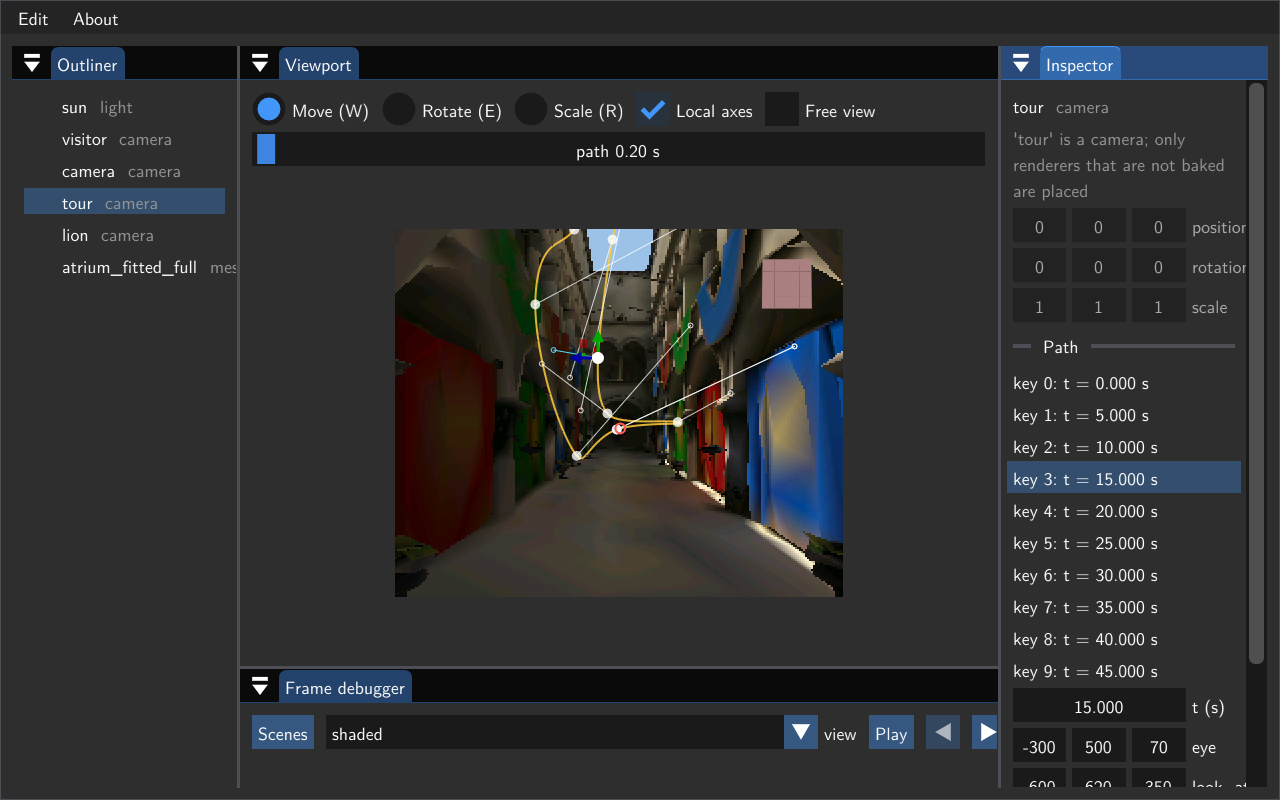 Edit About
Outliner
sun light
visitor camera
camera camera
tour camera
lion camera
atrium_fitted_full
Viewport
Move (W) Rotate (E) Scale (R) Local axes Free view
path 0.20 s
Frame debugger
Scenes shaded view Play
Inspector
tour camera
'tour' is a camera; only
renderers that are not baked
are placed
0 0 0 position
0 0 0 rotation
1 1 1 scale
Path
key 0: t = 0.000 s
key 1: t = 5.000 s
key 2: t = 10.000 s
key 3: t = 15.000 s
key 4: t = 20.000 s
key 5: t = 25.000 s
key 6: t = 30.000 s
key 7: t = 35.000 s
key 8: t = 40.000 s
key 9: t = 45.000 s
15.000 t (s)
-300 500 70 eye